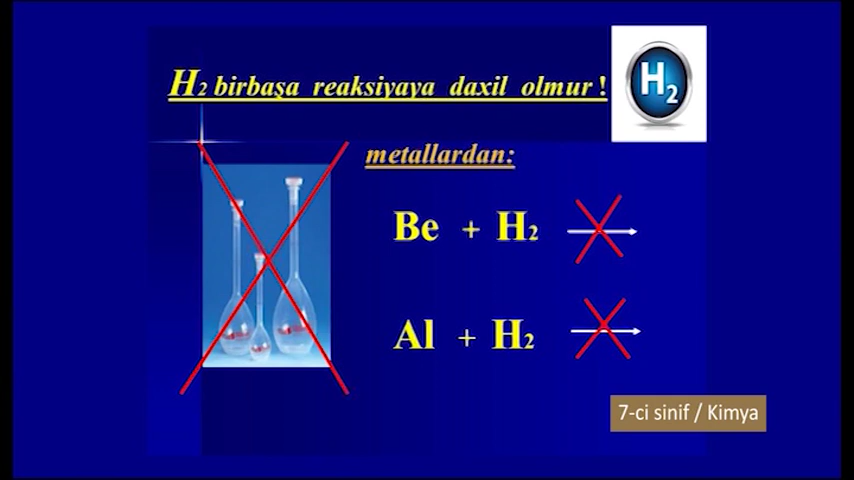 H₂ birbaşa reaksiyaya daxil olmur !
H₂
metallardan:
Be + H₂
Al + H₂
7-ci sinif / Kimya